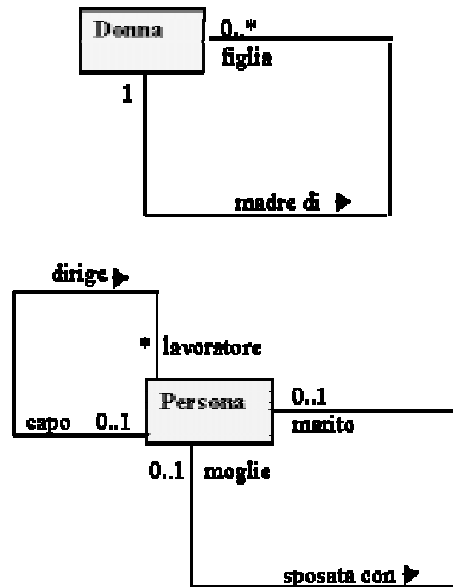 Donna 0..*
figlia
1
madre di
dirige
* lavoratore
Persona 0..1
capo 0..1 marito
0..1 moglie
sposata con